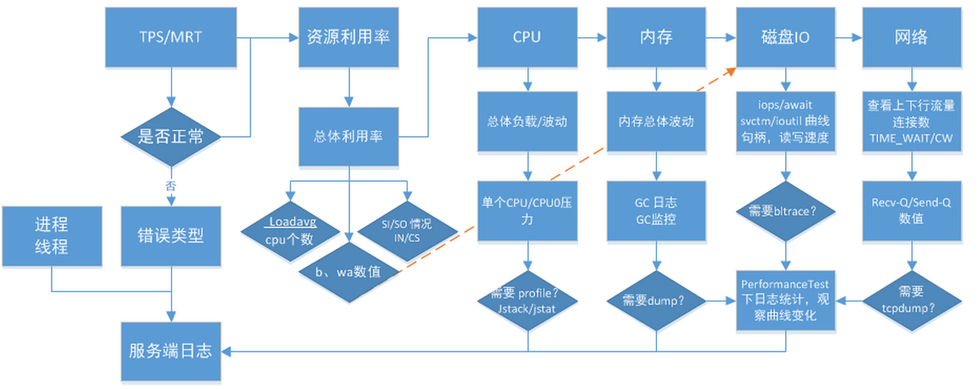 TPS/MRT
资源利用率
CPU
内存
磁盘IO
网络
是否正常
总体利用率
总体负载/波动
内存总体波动
iops/await
svctm/ioutil 曲线
句柄，读写速度
查看上下行流量
连接数
TIME_WAIT/CW
否
进程
线程
错误类型
_Loadavg
cpu个数
b、wa数值
SI/SO 情况
IN/CS
单个CPU/CPU0压
力
GC 日志
GC监控
需要bltrace？
Recv-Q/Send-Q
数值
需要 profile？
Jstack/jstat
需要dump？
PerformanceTest
下日志统计，观
察曲线变化
需要
tcpdump？
服务端日志